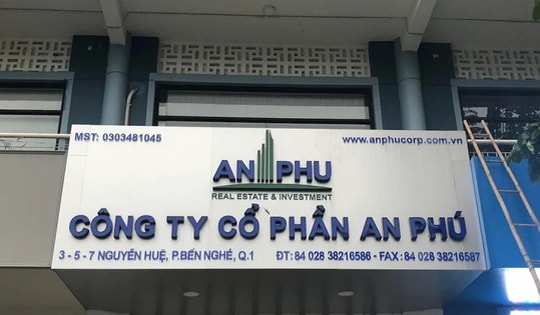 MST: 0303481045
www.anphucorp.com.vn
AN PHU
REAL ESTATE & INVESTMENT
CÔNG TY CỔ PHẦN AN PHÚ
3 - 5 - 7 NGUYỄN HUỆ, P.BẾN NGHÉ, Q.1 ĐT: 84 028 38216586 - FAX: 84 028 38216587